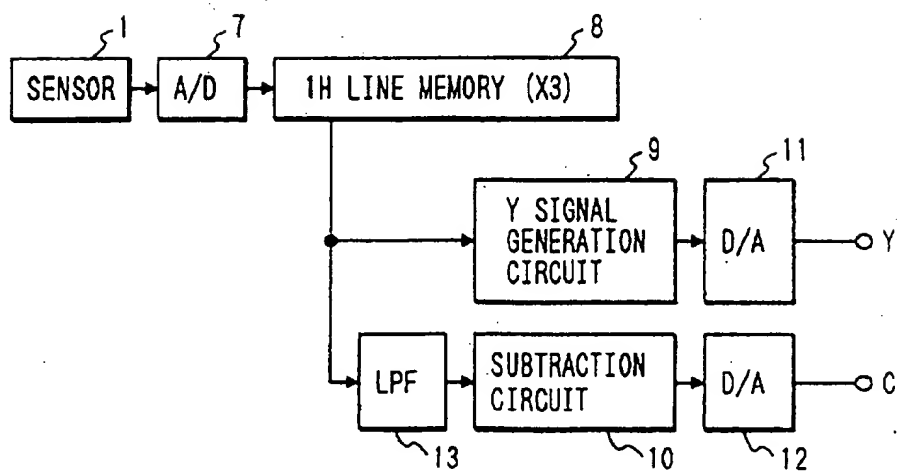 1 7 8
SENSOR A/D 1H LINE MEMORY (X3)
9 11
Y SIGNAL
GENERATION
CIRCUIT
D/A Y
LPF
SUBTRACTION
CIRCUIT
D/A C
13 10 12